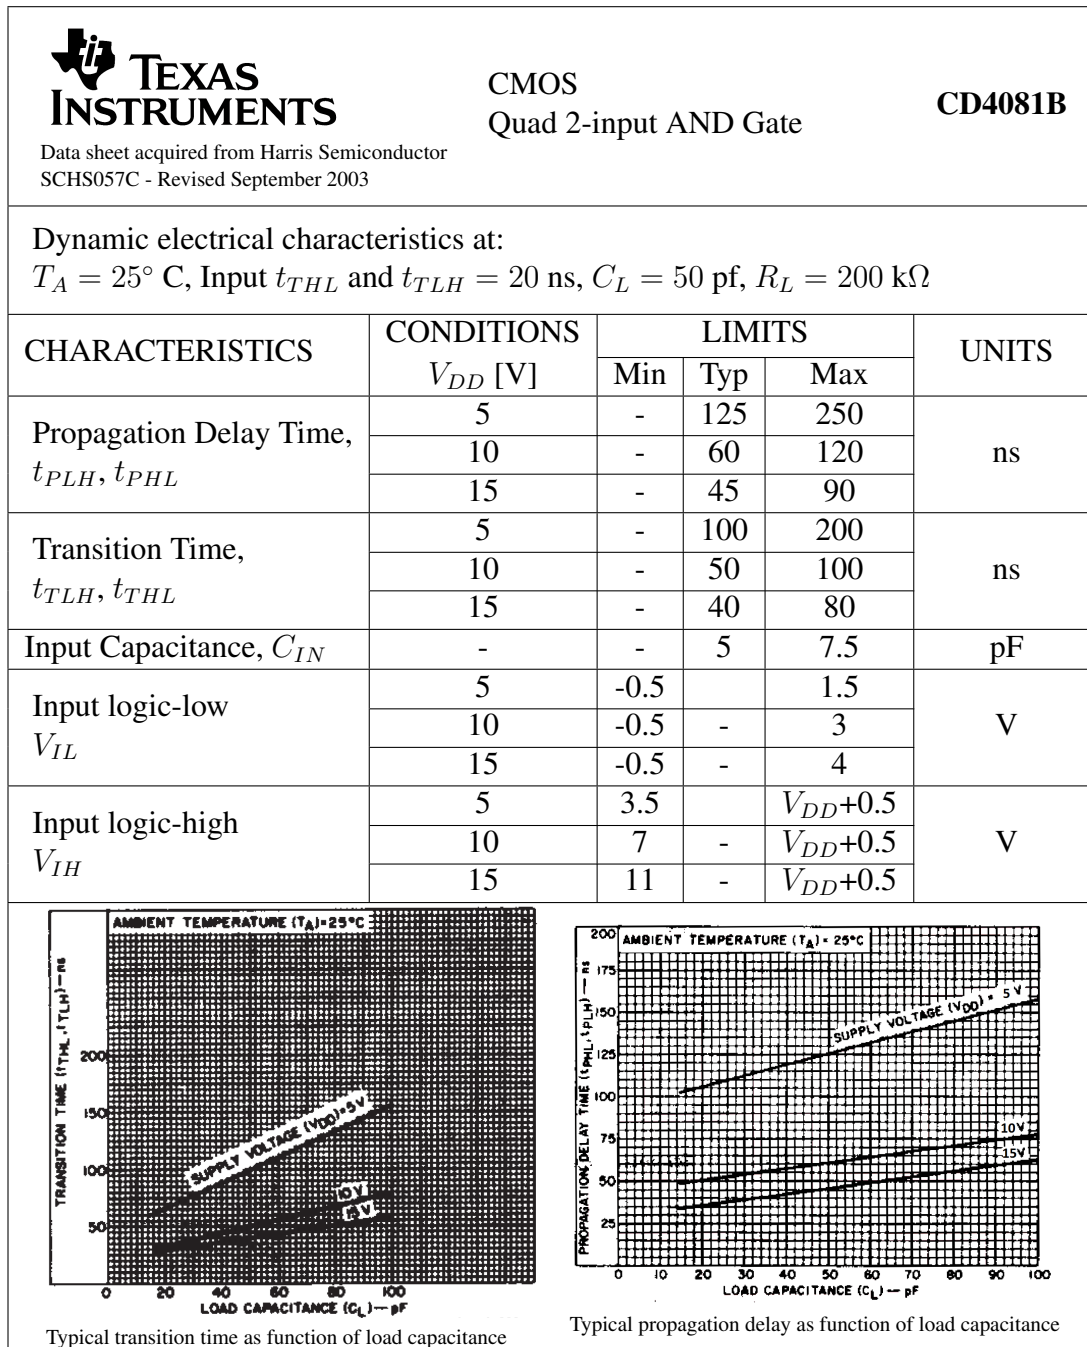 TEXAS
INSTRUMENTS
Data sheet acquired from Harris Semiconductor
SCHS057C - Revised September 2003
CMOS
Quad 2-input AND Gate
CD4081B
Dynamic electrical characteristics at:
T_A = 25° C, Input t_THL and t_TLH = 20 ns, C_L = 50 pf, R_L = 200 kΩ
CHARACTERISTICS CONDITIONS LIMITS UNITS
V_DD [V] Min Typ Max
Propagation Delay Time,
t_PLH, t_PHL
5 - 125 250
10 - 60 120 ns
15 - 45 90
Transition Time,
t_TLH, t_THL
5 - 100 200
10 - 50 100 ns
15 - 40 80
Input Capacitance, C_IN - - 5 7.5 pF
Input logic-low
V_IL
5 -0.5 1.5
10 -0.5 - 3 V
15 -0.5 - 4
Input logic-high
V_IH
5 3.5 V_DD+0.5
10 7 - V_DD+0.5 V
15 11 - V_DD+0.5
AMBIENT TEMPERATURE (T_A)=25°C
TRANSITION TIME (t_THL, t_TLH)—ns
200
150
100
50
SUPPLY VOLTAGE (V_DD)=5V
10V
15V
0 20 40 60 80 100
LOAD CAPACITANCE (C_L)—pF
Typical transition time as function of load capacitance
AMBIENT TEMPERATURE (T_A)= 25°C
PROPAGATION DELAY TIME (t_PHL, t_PLH) — ns
200
175
150
125
100
75
50
25
SUPPLY VOLTAGE (V_DD) = 5 V
10V
15V
0 10 20 30 40 50 60 70 80 90 100
LOAD CAPACITANCE (C_L)—pF
Typical propagation delay as function of load capacitance